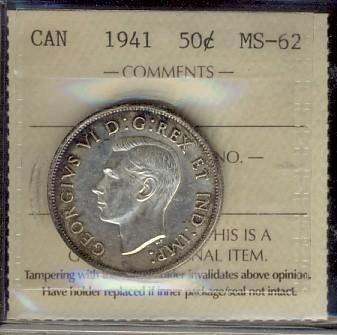 CAN 1941 50¢ MS-62
— COMMENTS —
NO. —
GEORGIVS VI D:G:REX ET IND:IMP:
HIS IS A
NAL ITEM.
Tampering with invalidates above opinion.
Have holder replaced if inner package/seal not intact.